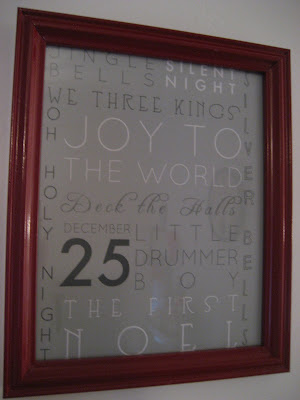 JINGLE
BELLS
SILENT
NIGHT
WE THREE KINGS
OH HOLY NIGHT
SILVER BELLS
JOY TO
THE WORLD
Deck the Halls
DECEMBER
25
LITTLE
DRUMMER
BOY
THE FIRST
NOEL